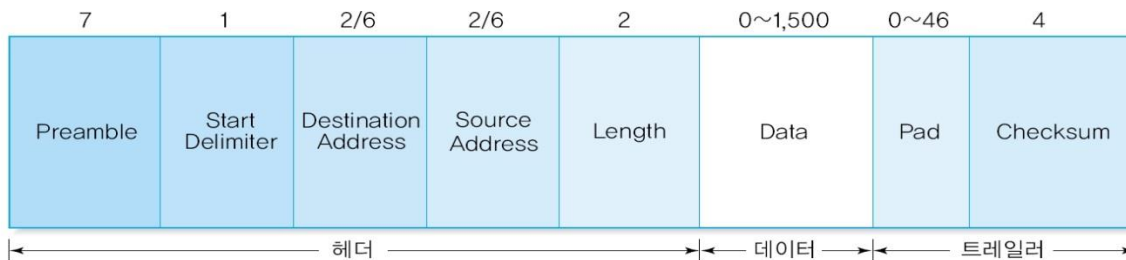 7 1 2/6 2/6 2 0~1,500 0~46 4
Preamble Start Delimiter Destination Address Source Address Length Data Pad Checksum
헤더 데이터 트레일러